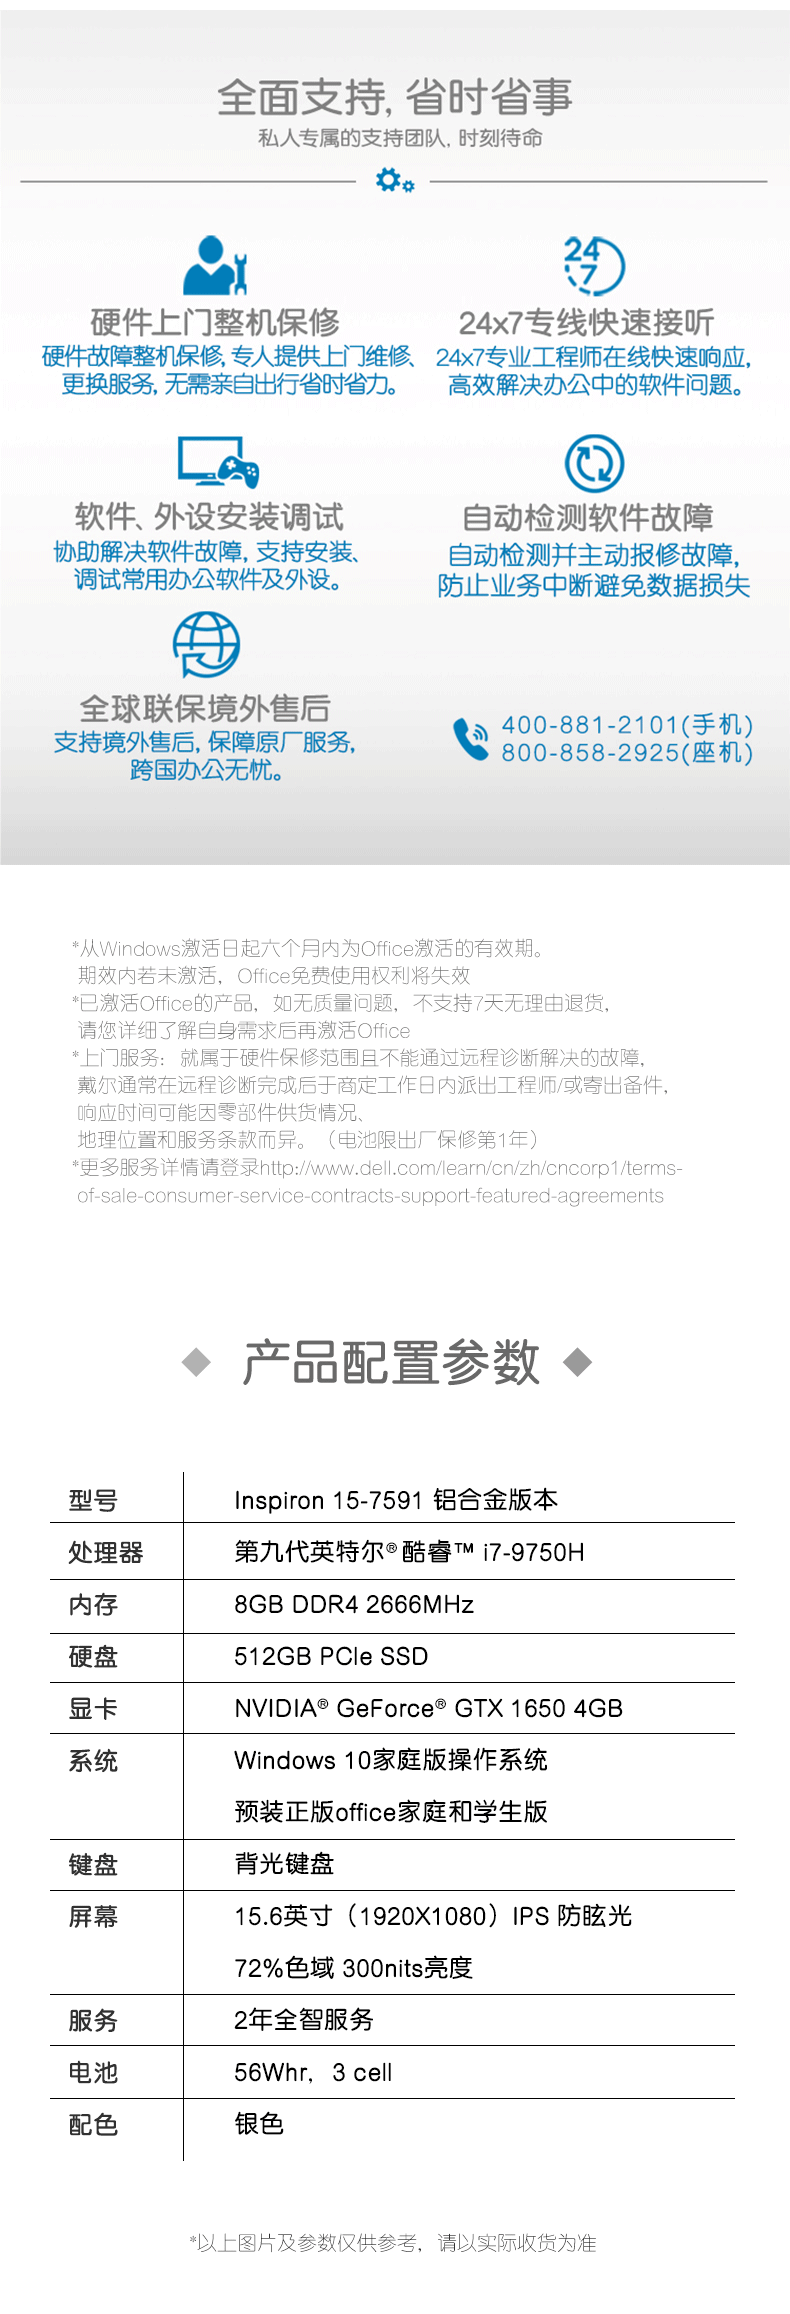 全面支持, 省时省事
私人专属的支持团队, 时刻待命
硬件上门整机保修
硬件故障整机保修, 专人提供上门维修、
更换服务, 无需亲自出行省时省力。
24
7
24x7专线快速接听
24x7专业工程师在线快速响应,
高效解决办公中的软件问题。
软件、外设安装调试
协助解决软件故障, 支持安装、
调试常用办公软件及外设。
自动检测软件故障
自动检测并主动报修故障,
防止业务中断避免数据损失
全球联保境外售后
支持境外售后, 保障原厂服务,
跨国办公无忧。
400-881-2101(手机)
800-858-2925(座机)
*从Windows激活日起六个月内为Office激活的有效期。
期效内若未激活，Office免费使用权利将失效
*已激活Office的产品，如无质量问题，不支持7天无理由退货，
请您详细了解自身需求后再激活Office
*上门服务：就属于硬件保修范围且不能通过远程诊断解决的故障，
戴尔通常在远程诊断完成后于商定工作日内派出工程师/或寄出备件，
响应时间可能因零部件供货情况、
地理位置和服务条款而异。（电池限出厂保修第1年）
*更多服务详情请登录http://www.dell.com/learn/cn/zh/cncorp1/terms-
of-sale-consumer-service-contracts-support-featured-agreements
产品配置参数
型号 Inspiron 15-7591 铝合金版本
处理器 第九代英特尔®酷睿™ i7-9750H
内存 8GB DDR4 2666MHz
硬盘 512GB PCIe SSD
显卡 NVIDIA® GeForce® GTX 1650 4GB
系统 Windows 10家庭版操作系统
预装正版office家庭和学生版
键盘 背光键盘
屏幕 15.6英寸（1920X1080）IPS 防眩光
72%色域 300nits亮度
服务 2年全智服务
电池 56Whr，3 cell
配色 银色
*以上图片及参数仅供参考，请以实际收货为准